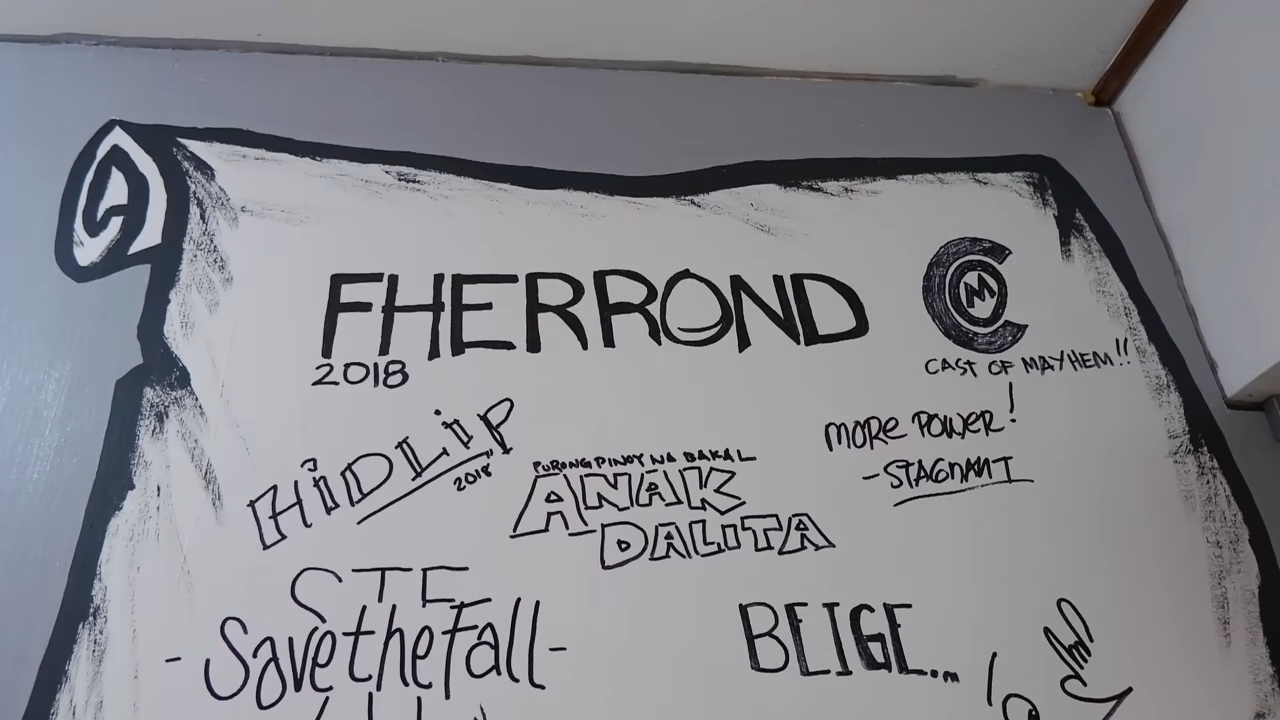 FHERROND
2018
COM
CAST OF MAYHEM!!
HiDLiP
2018
PURONG PINOY NA BAKAL
ANAK
DALITA
MORE POWER!
-STAGNANT
STF
-SavetheFall-
BEIGE...